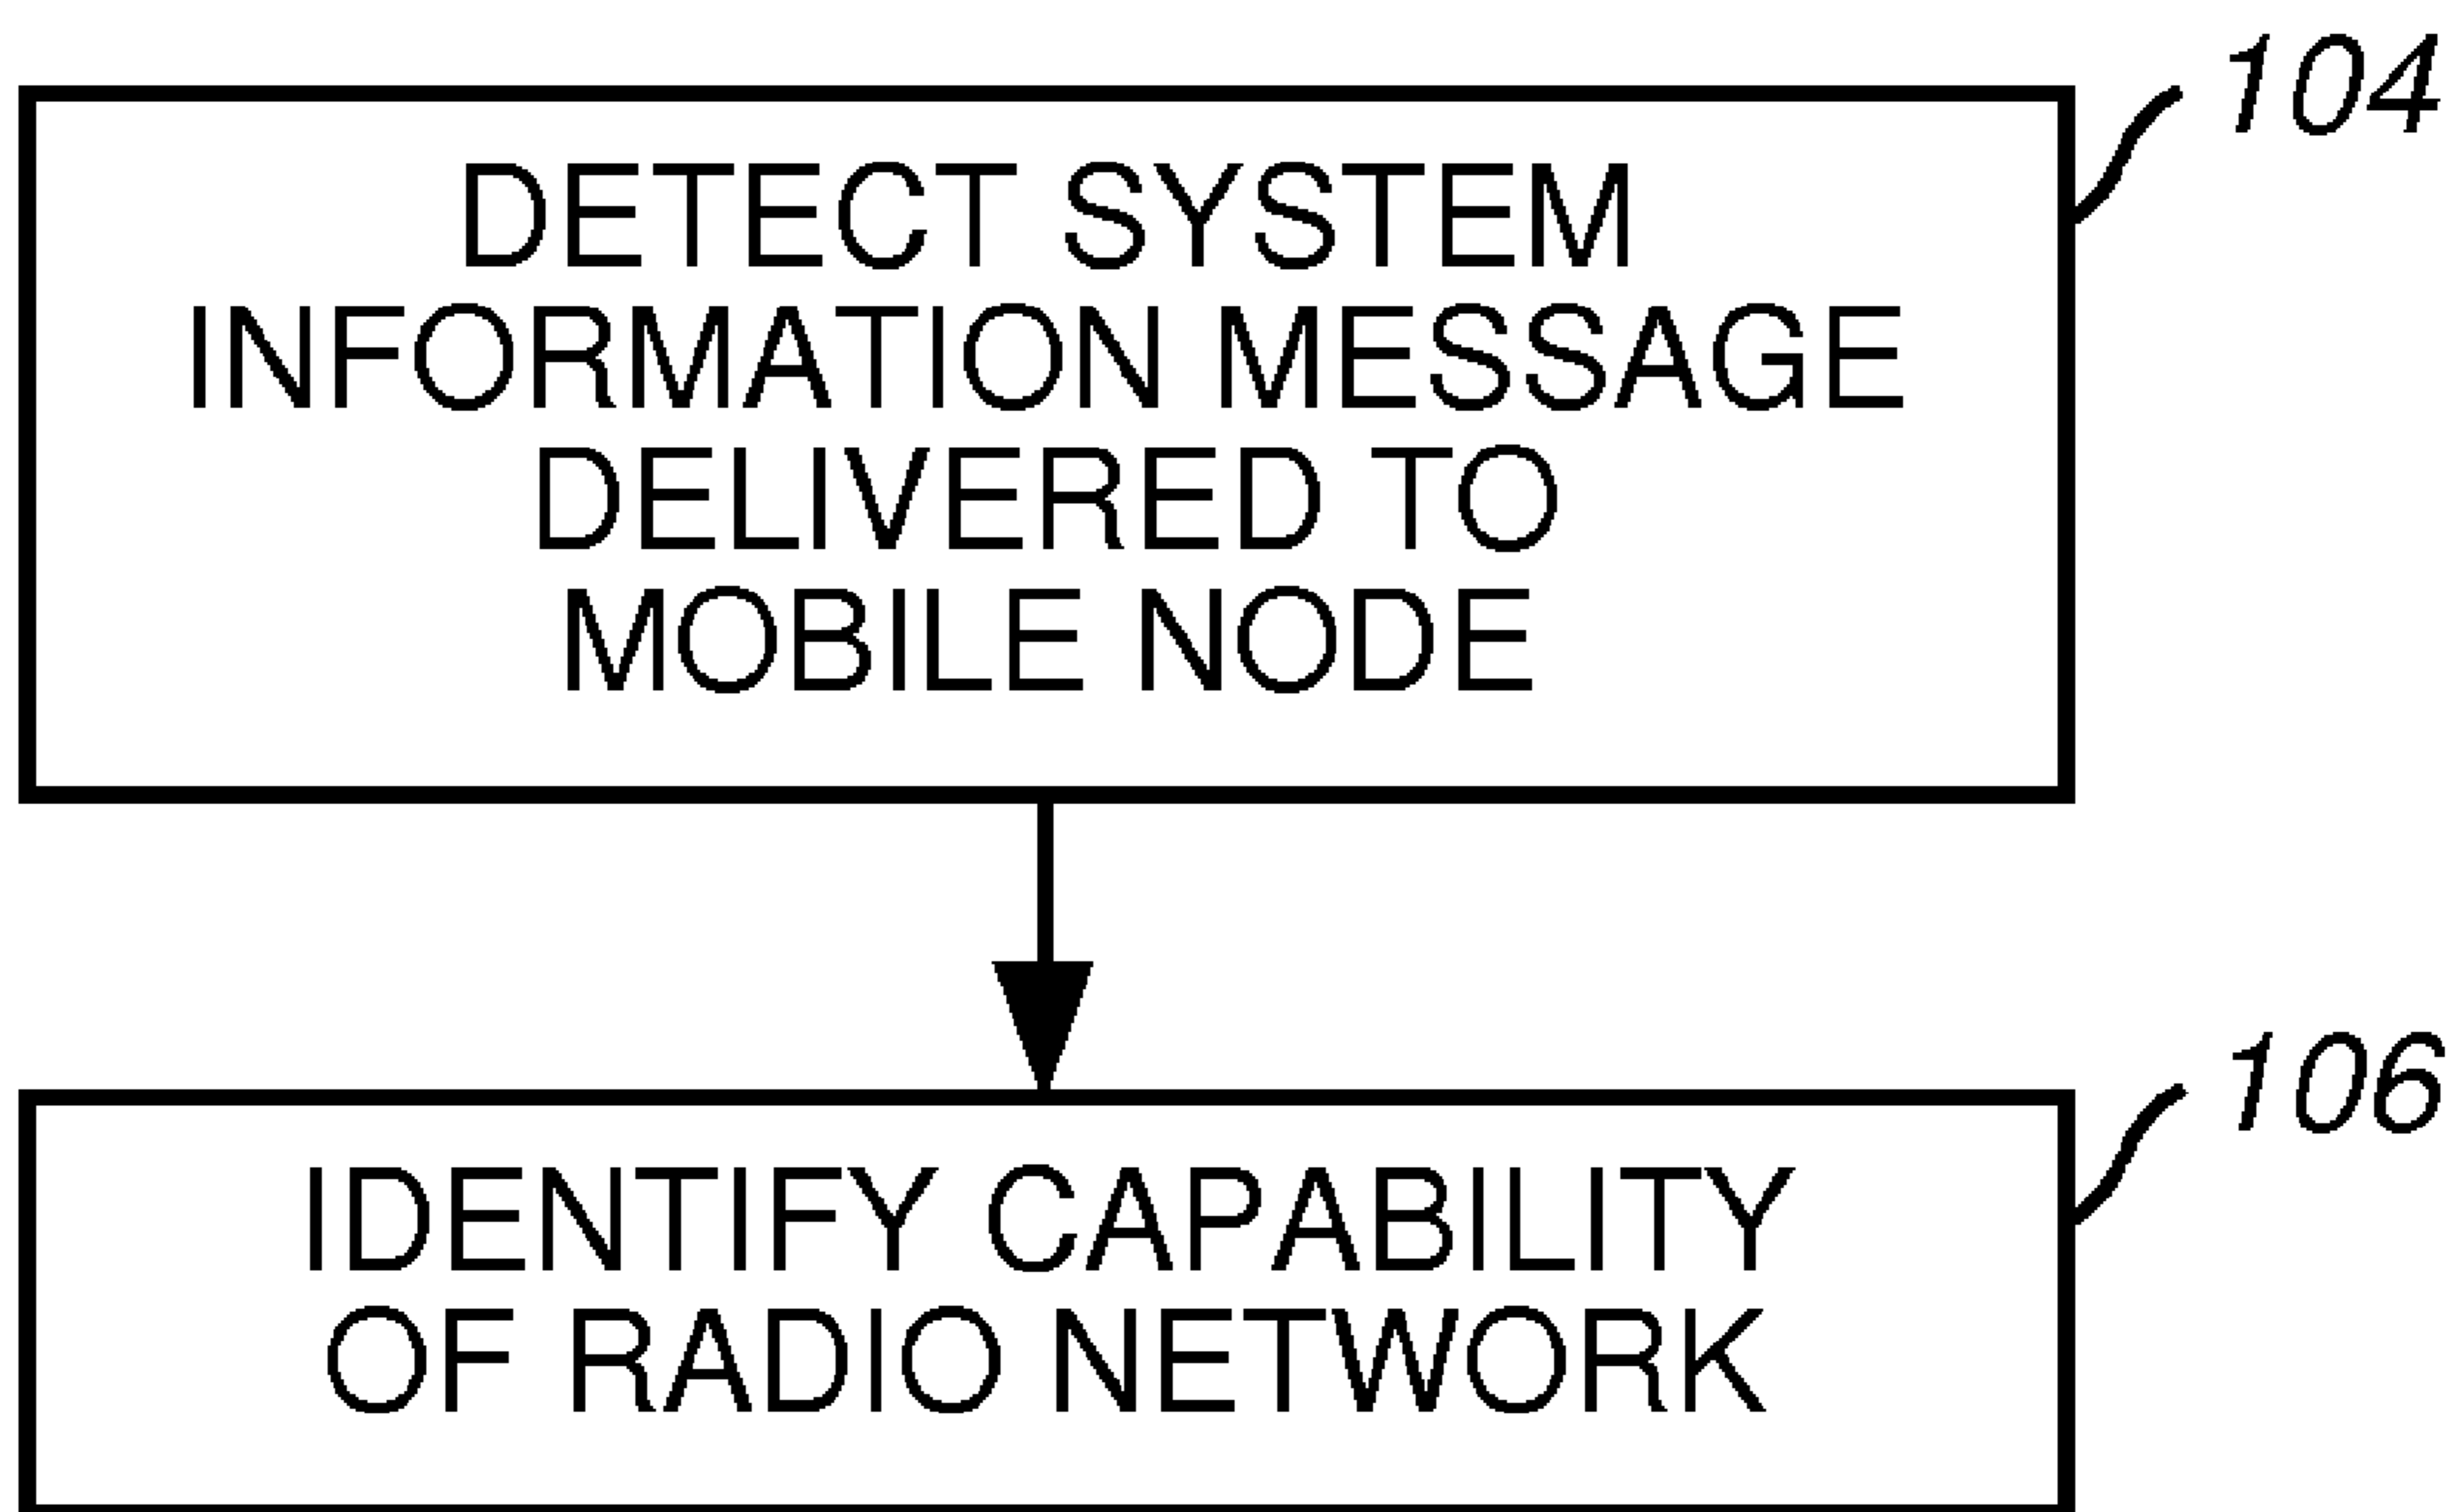 104
DETECT SYSTEM
INFORMATION MESSAGE
DELIVERED TO
MOBILE NODE
106
IDENTIFY CAPABILITY
OF RADIO NETWORK